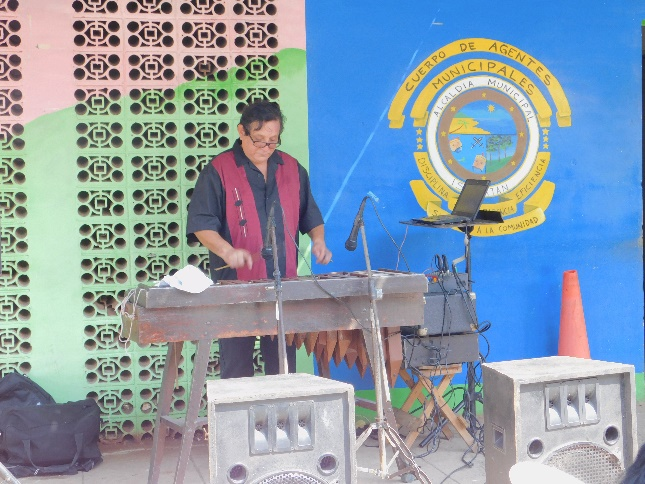 CUERPO DE AGENTES
MUNICIPALES
ALCALDIA MUNICIPAL
DISCIPLINA
EFICIENCIA
A LA COMUNIDAD